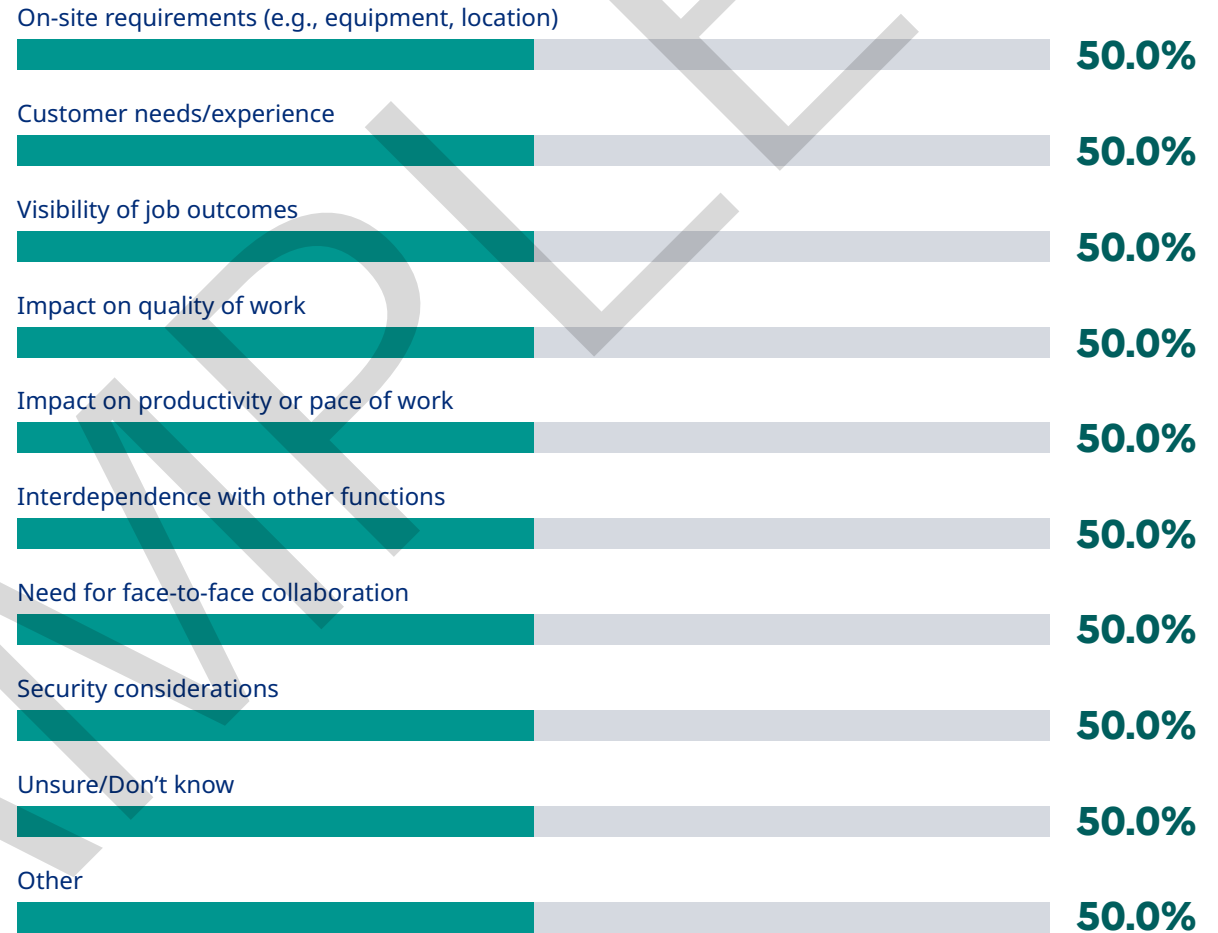 On-site requirements (e.g., equipment, location)
50.0%
Customer needs/experience
50.0%
Visibility of job outcomes
50.0%
Impact on quality of work
50.0%
Impact on productivity or pace of work
50.0%
Interdependence with other functions
50.0%
Need for face-to-face collaboration
50.0%
Security considerations
50.0%
Unsure/Don’t know
50.0%
Other
50.0%